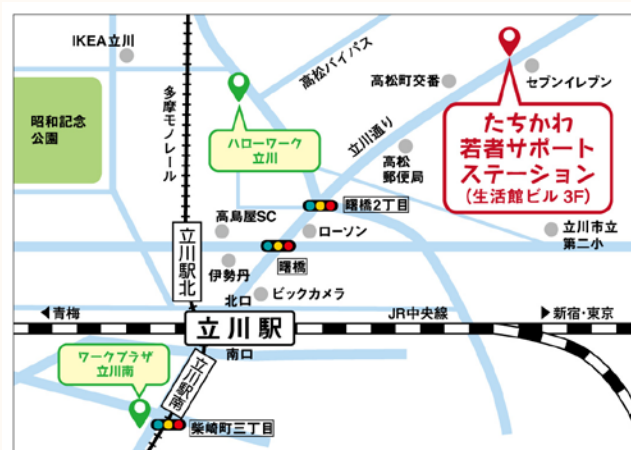 IKEA立川
高松バイパス
高松町交番
セブンイレブン
昭和記念
公園
多摩モノレール
ハローワーク
立川
立川通り
高松
郵便局
たちかわ
若者サポート
ステーション
(生活館ビル3F)
曙橋2丁目
高島屋SC
ローソン
立川市立
第二小
立川駅北
伊勢丹
曙橋
北口
ビックカメラ
青梅
立川駅
JR中央線
新宿・東京
南口
ワークプラザ
立川南
立川駅南
柴崎町三丁目